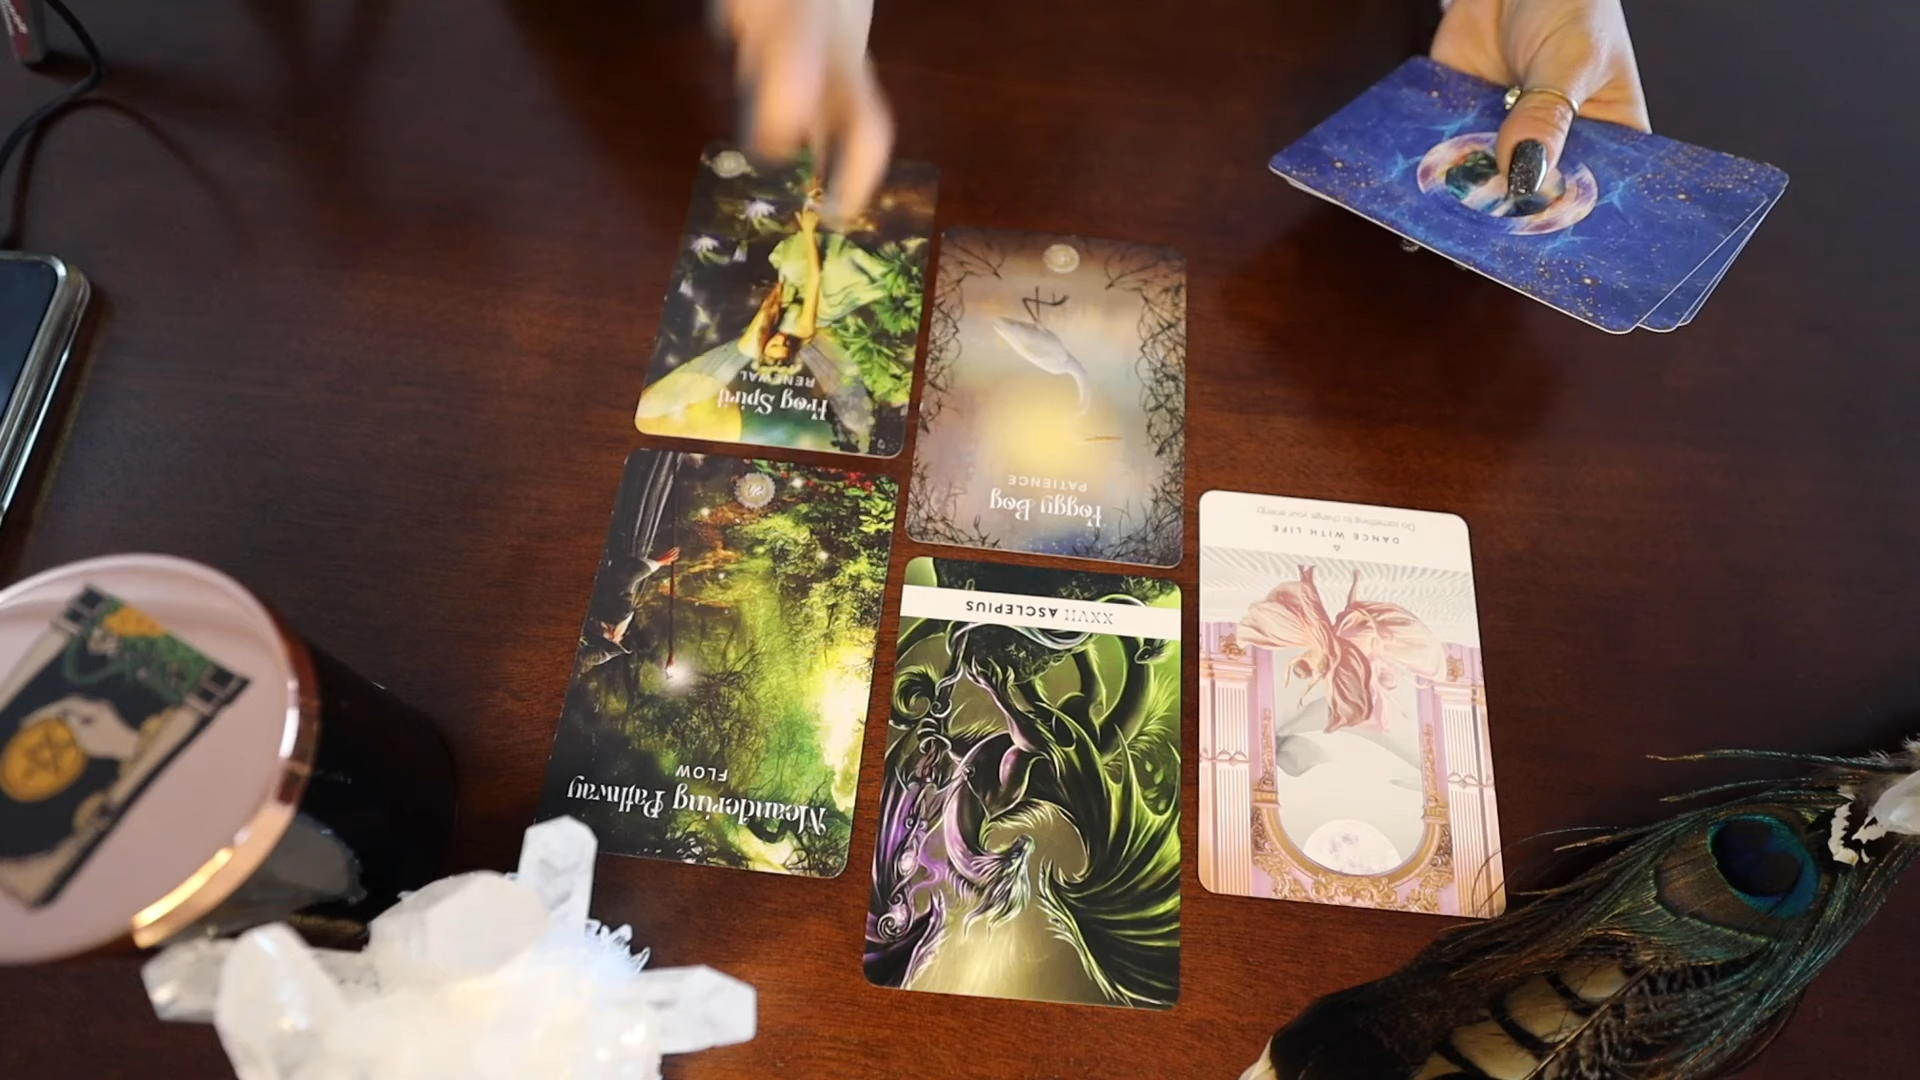 Frog Spirit
RENEWAL
Foggy Bog
PATIENCE
Meandering Pathway
FLOW
XXVII ASCLEPIUS
6
DANCE WITH LIFE
Do something to change your energy